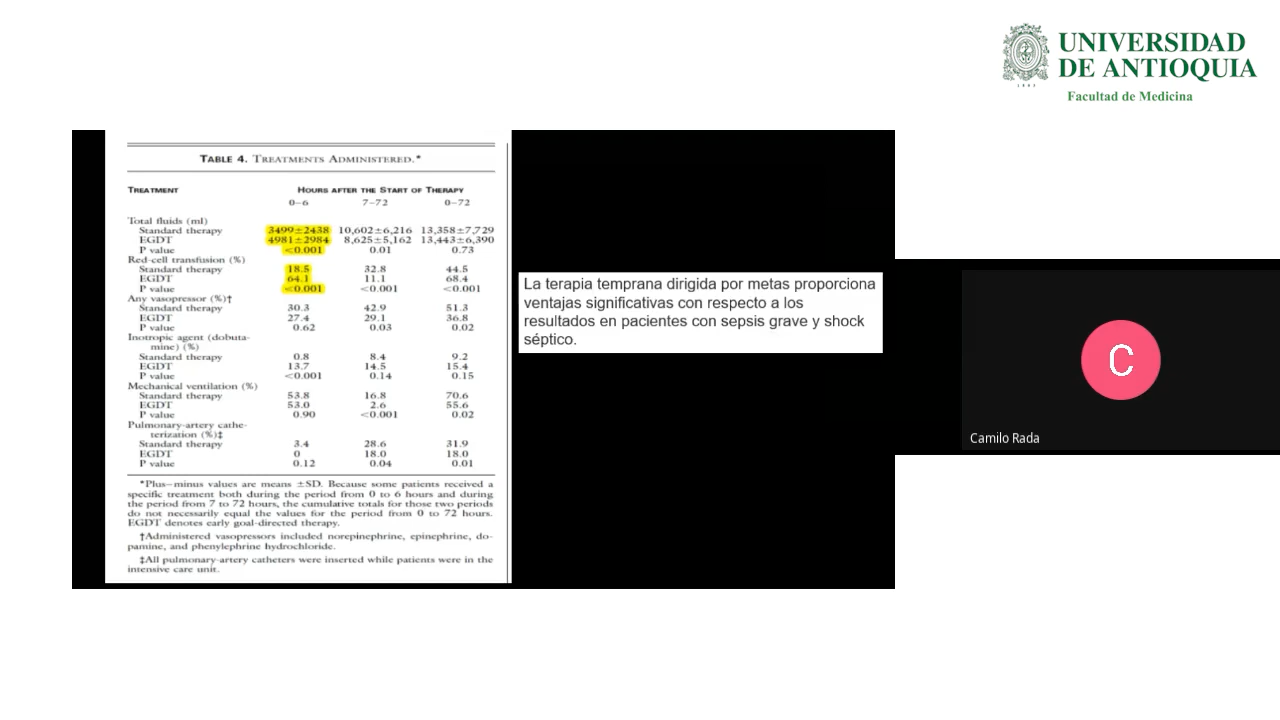 UNIVERSIDAD
DE ANTIOQUIA
1803
Facultad de Medicina
TABLE 4. TREATMENTS ADMINISTERED.*
TREATMENT HOURS AFTER THE START OF THERAPY
0–6 7–72 0–72
Total fluids (ml)
Standard therapy 3499±2438 10,602±6,216 13,358±7,729
EGDT 4981±2984 8,625±5,162 13,443±6,390
P value <0.001 0.01 0.73
Red-cell transfusion (%)
Standard therapy 18.5 32.8 44.5
EGDT 64.1 11.1 68.4
P value <0.001 <0.001 <0.001
Any vasopressor (%)†
Standard therapy 30.3 42.9 51.3
EGDT 27.4 29.1 36.8
P value 0.62 0.03 0.02
Inotropic agent (dobuta-
mine) (%)
Standard therapy 0.8 8.4 9.2
EGDT 13.7 14.5 15.4
P value <0.001 0.14 0.15
Mechanical ventilation (%)
Standard therapy 53.8 16.8 70.6
EGDT 53.0 2.6 55.6
P value 0.90 <0.001 0.02
Pulmonary-artery cathe-
terization (%)‡
Standard therapy 3.4 28.6 31.9
EGDT 0 18.0 18.0
P value 0.12 0.04 0.01
*Plus–minus values are means ±SD. Because some patients received a
specific treatment both during the period from 0 to 6 hours and during
the period from 7 to 72 hours, the cumulative totals for those two periods
do not necessarily equal the values for the period from 0 to 72 hours.
EGDT denotes early goal-directed therapy.
†Administered vasopressors included norepinephrine, epinephrine, do-
pamine, and phenylephrine hydrochloride.
‡All pulmonary-artery catheters were inserted while patients were in the
intensive care unit.
La terapia temprana dirigida por metas proporciona
ventajas significativas con respecto a los
resultados en pacientes con sepsis grave y shock
séptico.
C
Camilo Rada